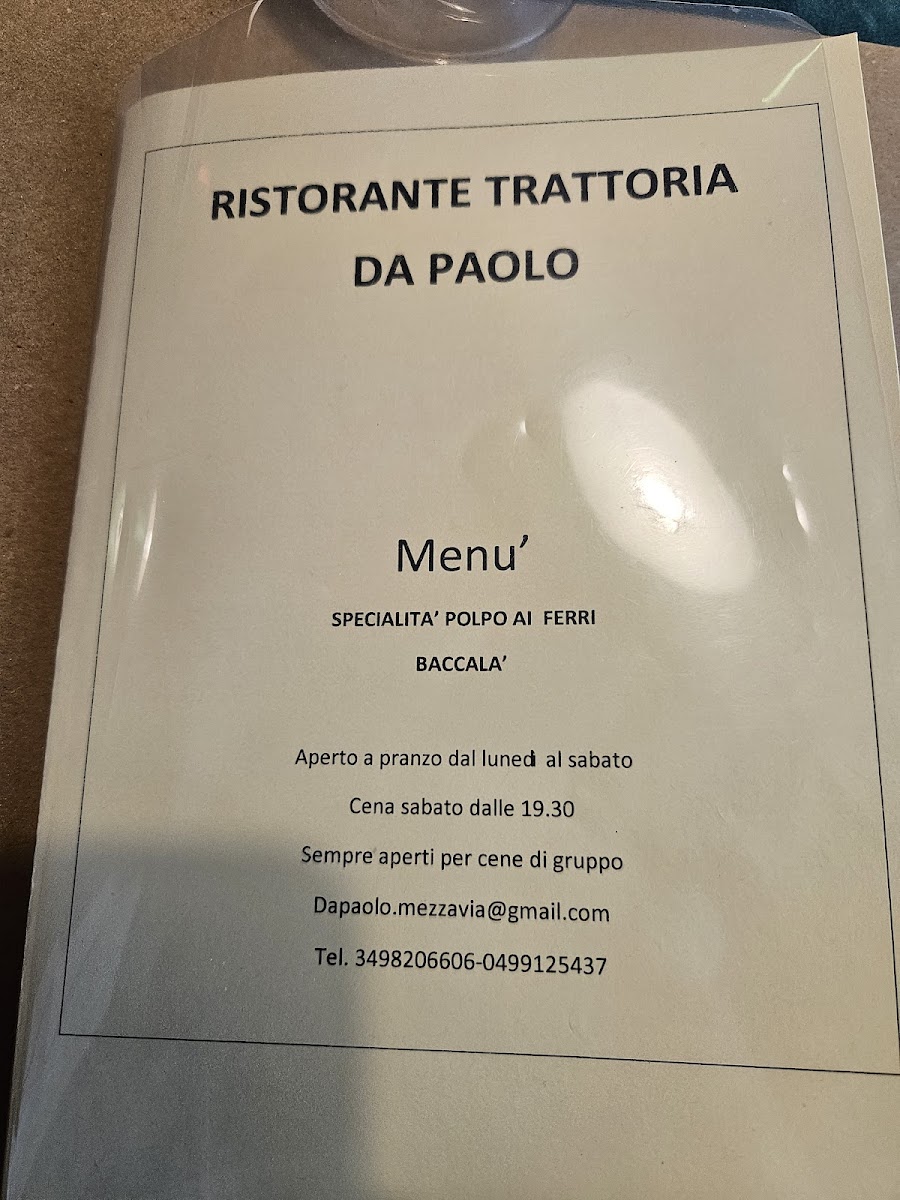 RISTORANTE TRATTORIA
DA PAOLO
Menu’
SPECIALITA’ POLPO AI FERRI
BACCALA’
Aperto a pranzo dal lunedì al sabato
Cena sabato dalle 19.30
Sempre aperti per cene di gruppo
Dapaolo.mezzavia@gmail.com
Tel. 3498206606-0499125437